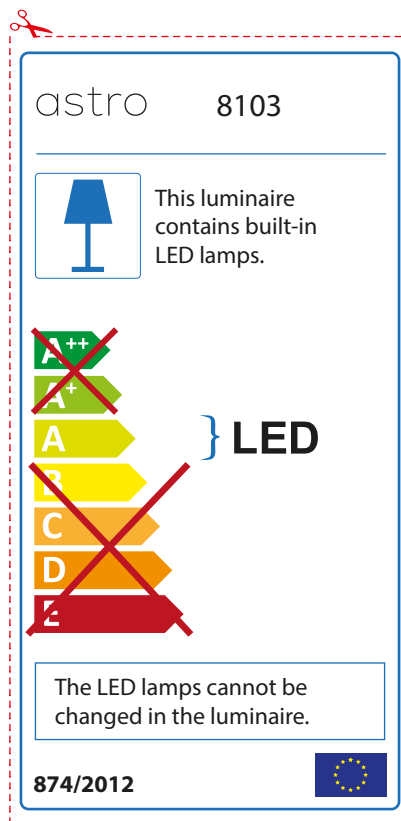 astro 8103
This luminaire
contains built-in
LED lamps.
A++
A+
A
} LED
B
C
D
E
The LED lamps cannot be
changed in the luminaire.
874/2012